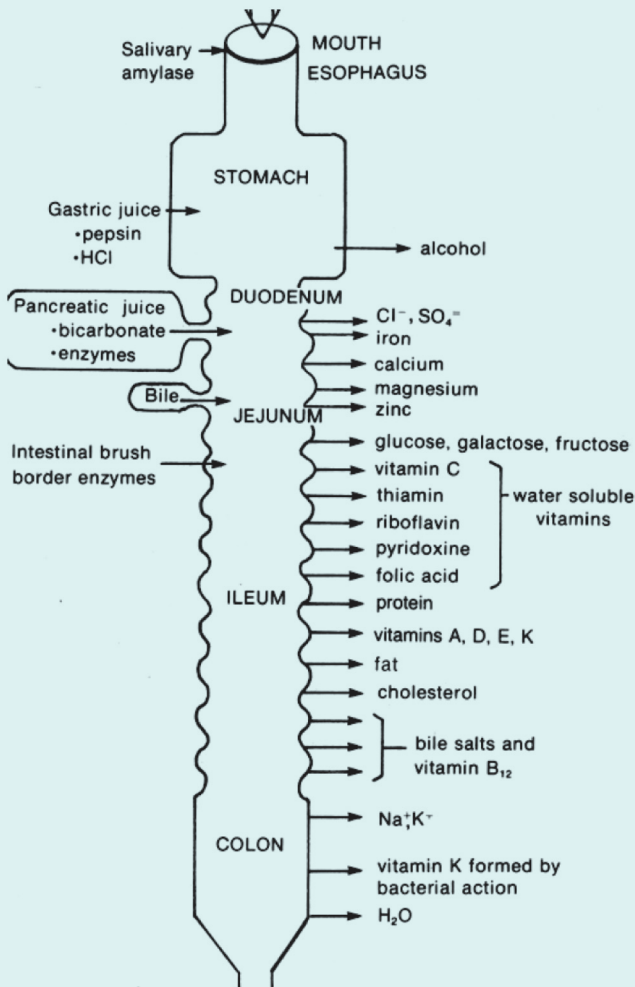 MOUTH
Salivary
amylase
ESOPHAGUS
STOMACH
Gastric juice
•pepsin
•HCl
alcohol
DUODENUM
Pancreatic juice
•bicarbonate
•enzymes
Cl⁻, SO₄⁼
iron
calcium
magnesium
zinc
Bile
JEJUNUM
Intestinal brush
border enzymes
glucose, galactose, fructose
vitamin C
thiamin
riboflavin
pyridoxine
folic acid
water soluble
vitamins
ILEUM
protein
vitamins A, D, E, K
fat
cholesterol
bile salts and
vitamin B₁₂
COLON
Na⁺,K⁺
vitamin K formed by
bacterial action
H₂O